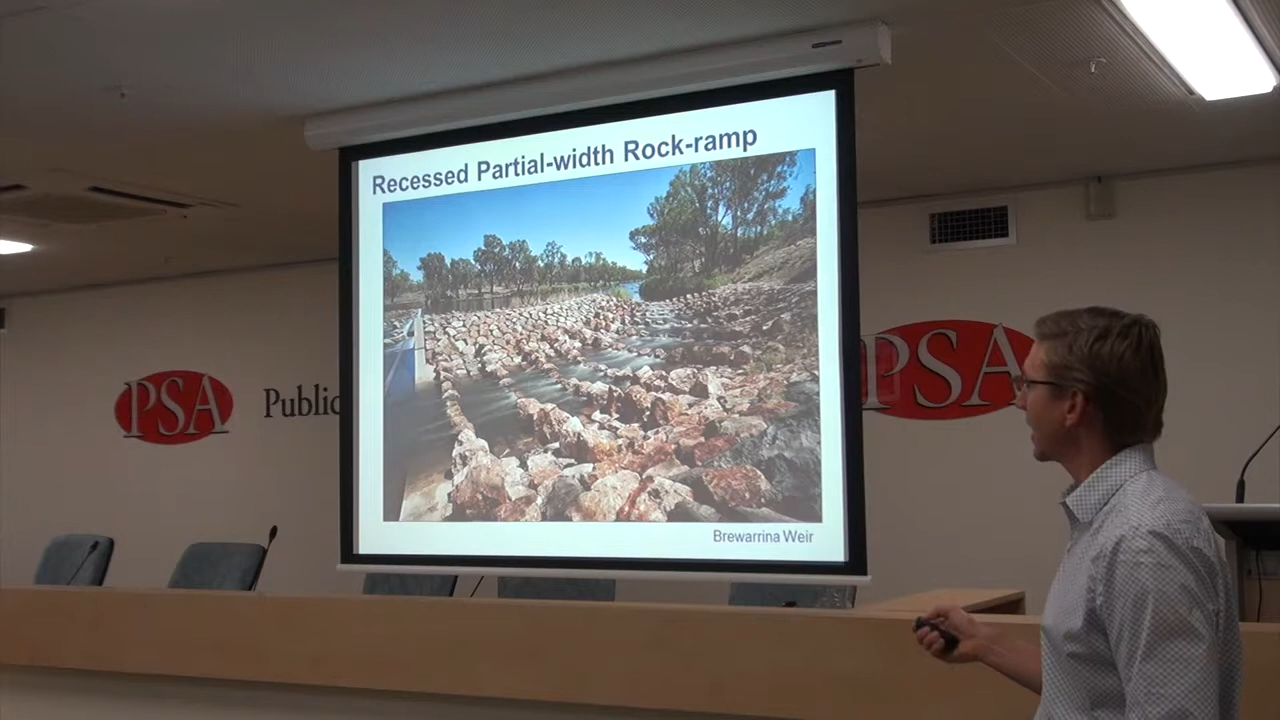 Recessed Partial-width Rock-ramp
PSA
Public
PSA
Brewarrina Weir